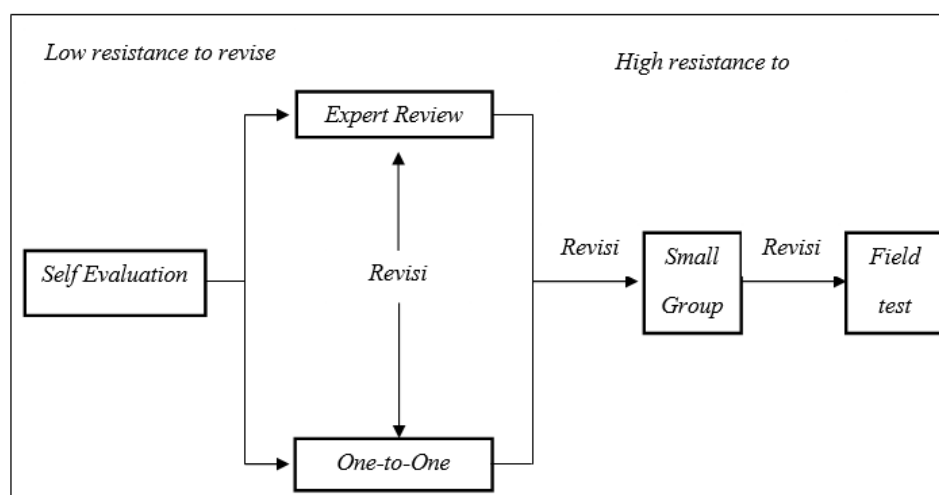 Low resistance to revise
High resistance to
Expert Review
Self Evaluation
Revisi
Revisi
Small
Group
Revisi
Field
test
One-to-One